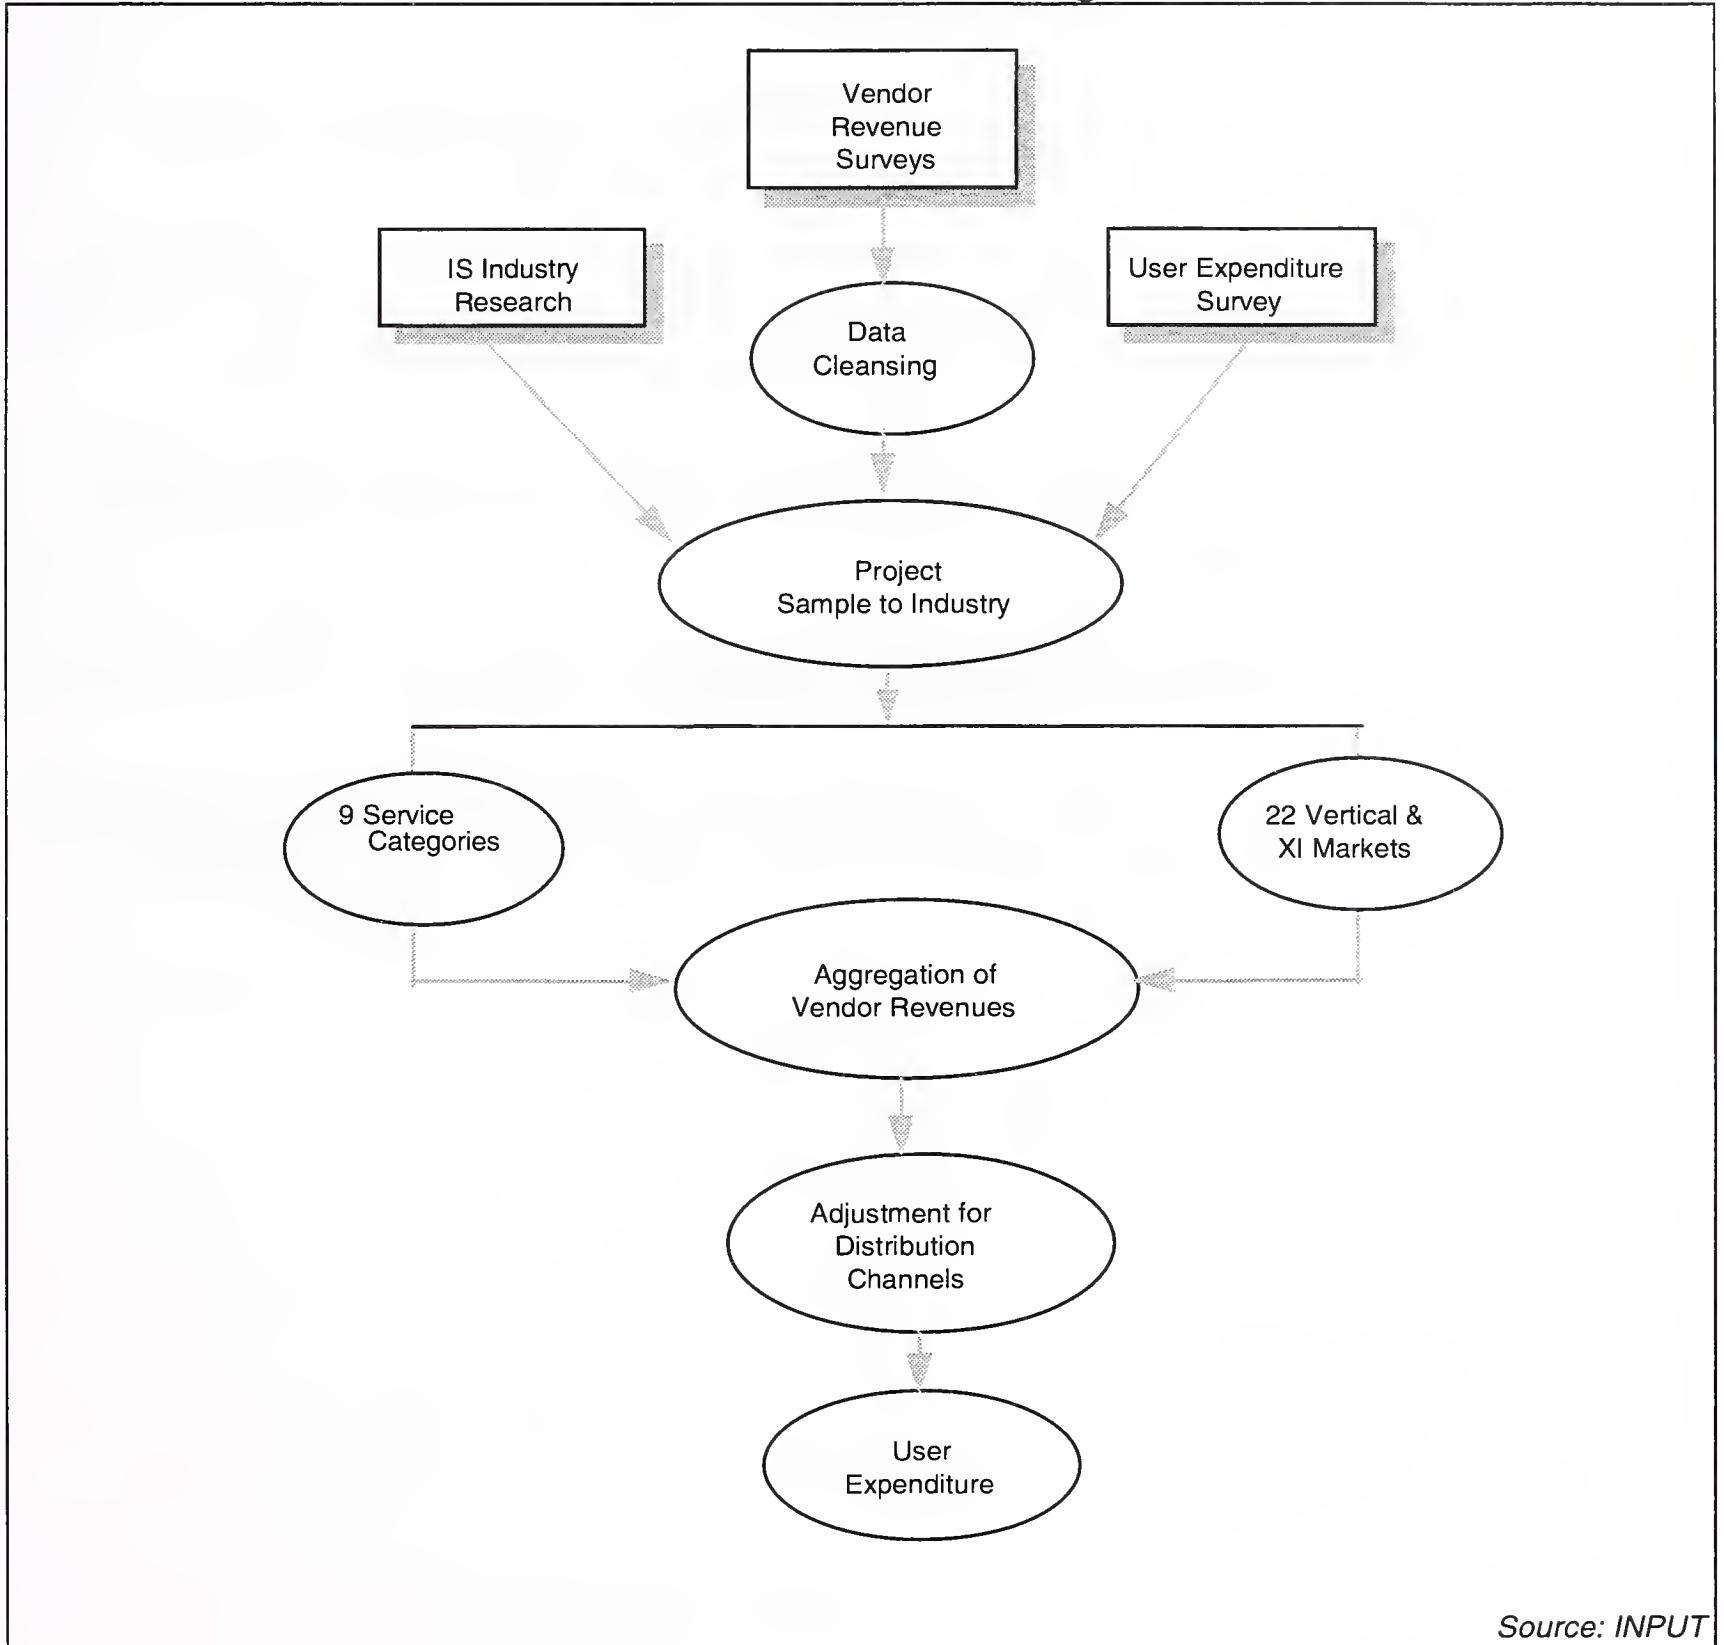 Vendor
Revenue
Surveys
IS Industry
Research
User Expenditure
Survey
Data
Cleansing
Project
Sample to Industry
9 Service
Categories
22 Vertical &
XI Markets
Aggregation of
Vendor Revenues
Adjustment for
Distribution
Channels
User
Expenditure
Source: INPUT